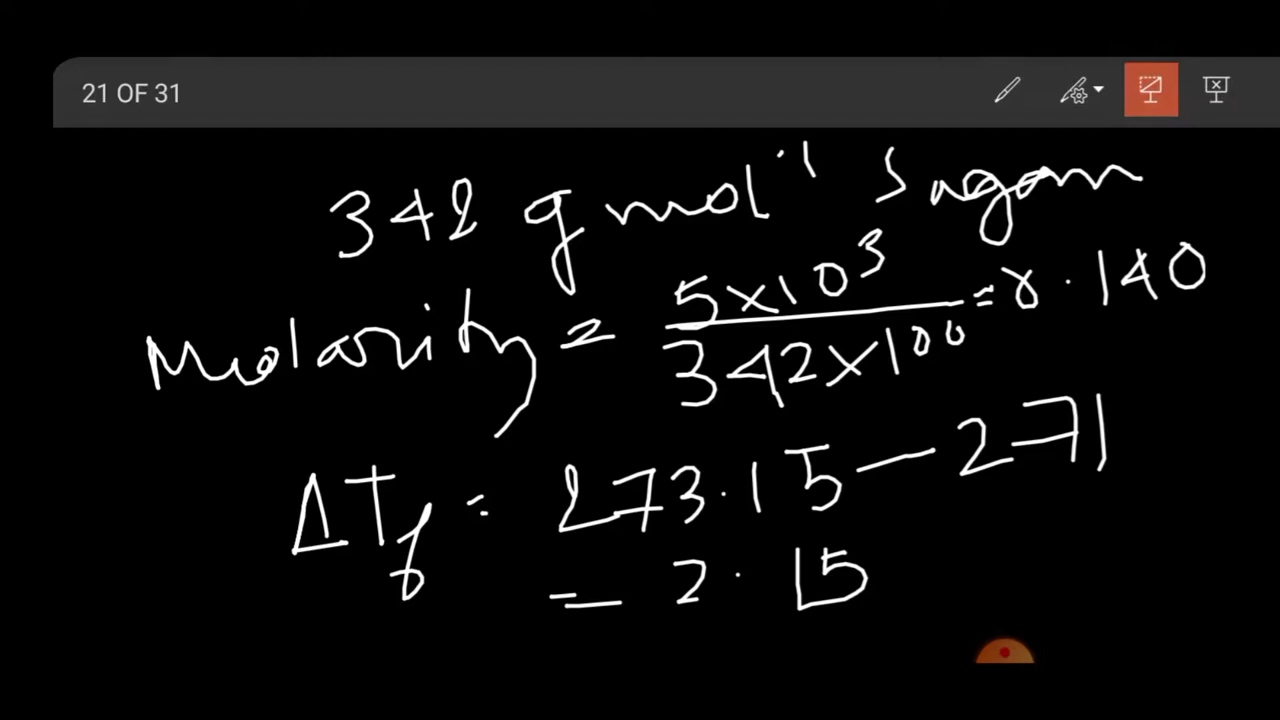 21 OF 31
342 g mol⁻¹ Sugar
Molarity = 5×10³ / 342×100 = 0.140
ΔTf = 273.15 – 271
= 2.15